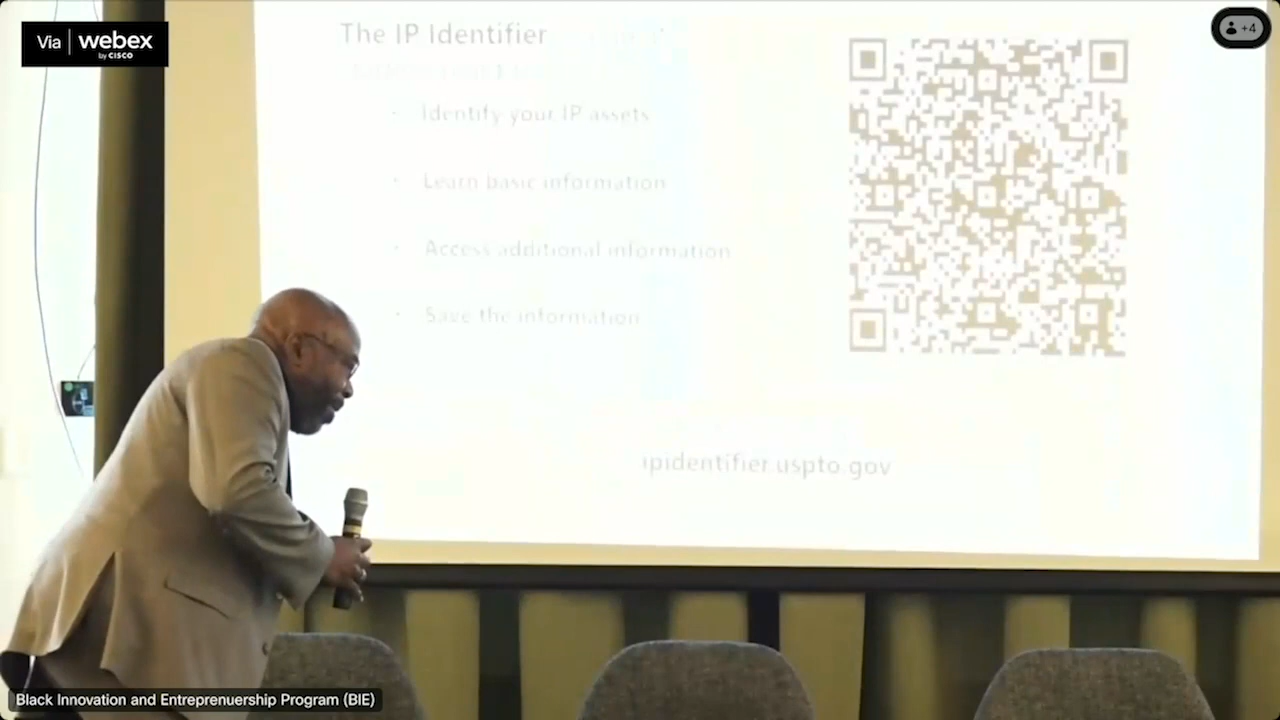 Via webex
by CISCO
+4
The IP Identifier
· Identify your IP assets
· Learn basic information
· Access additional information
· Save the information
ipidentifier.uspto.gov
Black Innovation and Entreprenuership Program (BIE)